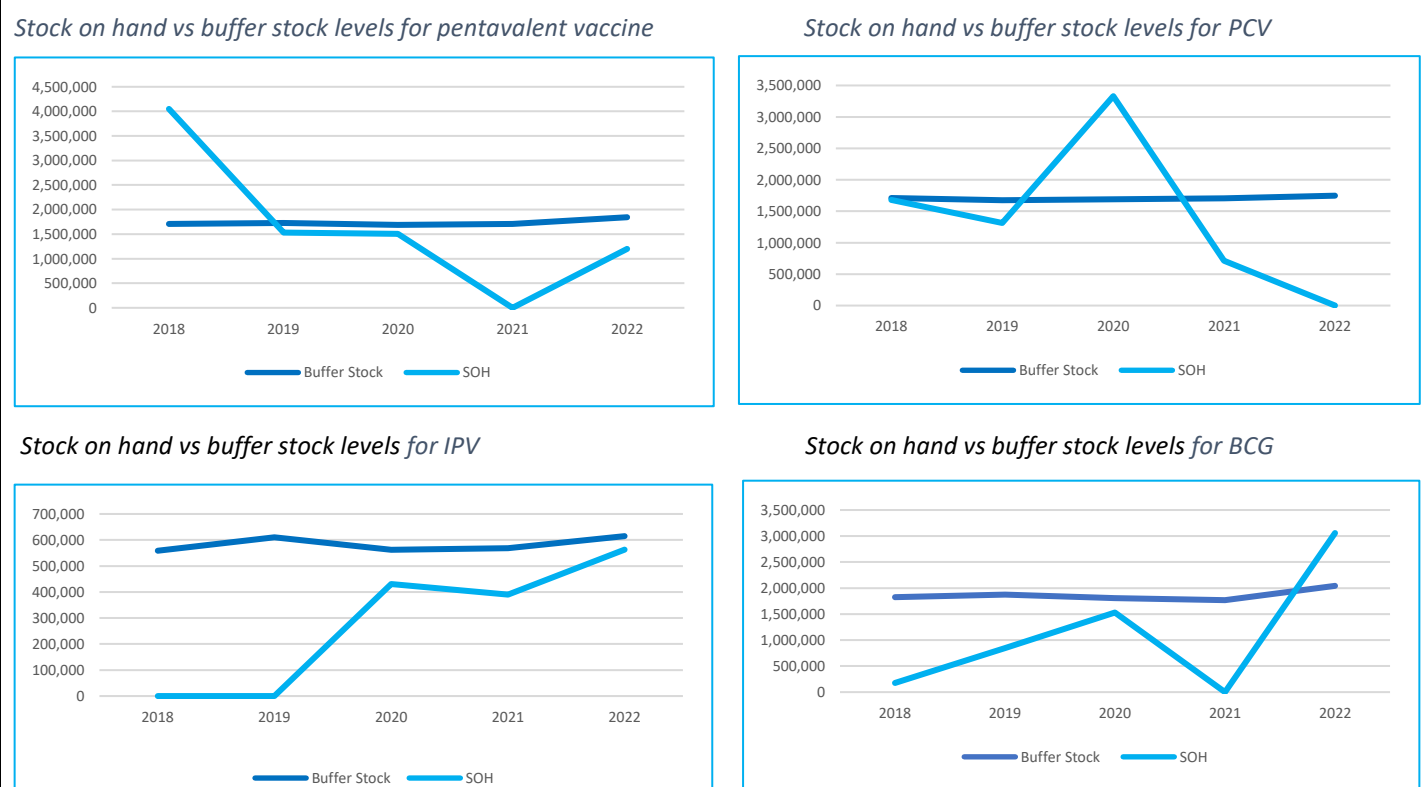 Stock on hand vs buffer stock levels for pentavalent vaccine
4,500,000
4,000,000
3,500,000
3,000,000
2,500,000
2,000,000
1,500,000
1,000,000
500,000
0
2018 2019 2020 2021 2022
Buffer Stock SOH
Stock on hand vs buffer stock levels for PCV
3,500,000
3,000,000
2,500,000
2,000,000
1,500,000
1,000,000
500,000
0
2018 2019 2020 2021 2022
Buffer Stock SOH
Stock on hand vs buffer stock levels for IPV
700,000
600,000
500,000
400,000
300,000
200,000
100,000
0
2018 2019 2020 2021 2022
Buffer Stock SOH
Stock on hand vs buffer stock levels for BCG
3,500,000
3,000,000
2,500,000
2,000,000
1,500,000
1,000,000
500,000
0
2018 2019 2020 2021 2022
Buffer Stock SOH